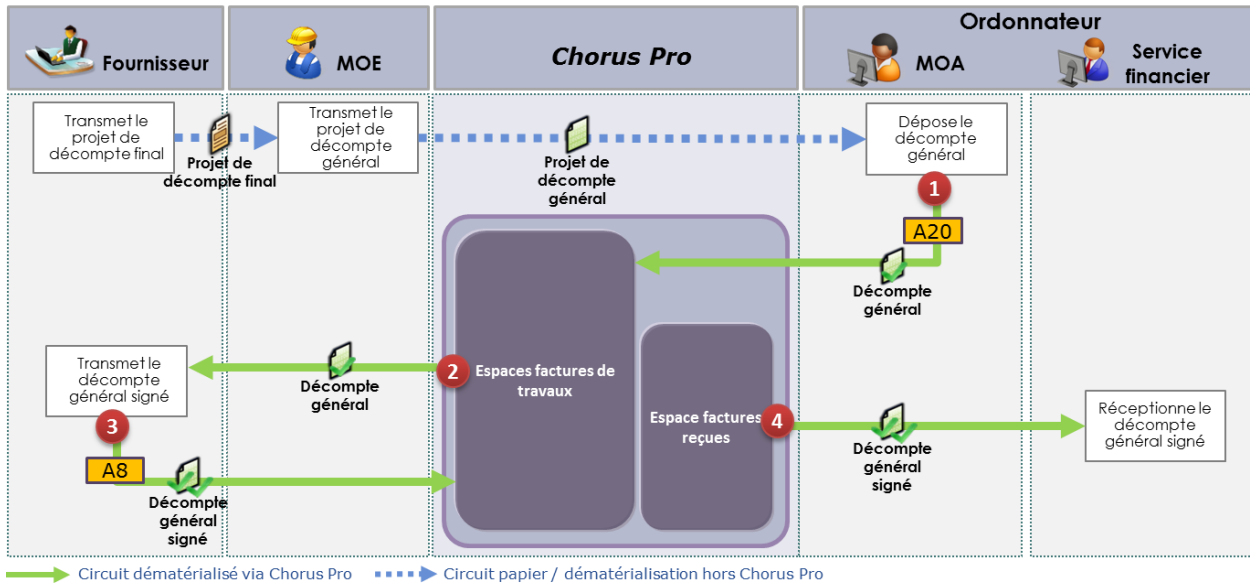 Fournisseur
MOE
Chorus Pro
Ordonnateur
MOA
Service
financier
Transmet le
projet de
décompte final
Projet de
décompte final
Transmet le
projet de
décompte
général
Projet de
décompte
général
Dépose le
décompte
général
1
A20
Décompte
général
Espaces factures de
travaux
2
Décompte
général
Transmet le
décompte
général signé
3
A8
Décompte
général
signé
Espace factures
reçues
4
Décompte
général
signé
Réceptionne le
décompte
général signé
Circuit dématérialisé via Chorus Pro
Circuit papier / dématérialisation hors Chorus Pro